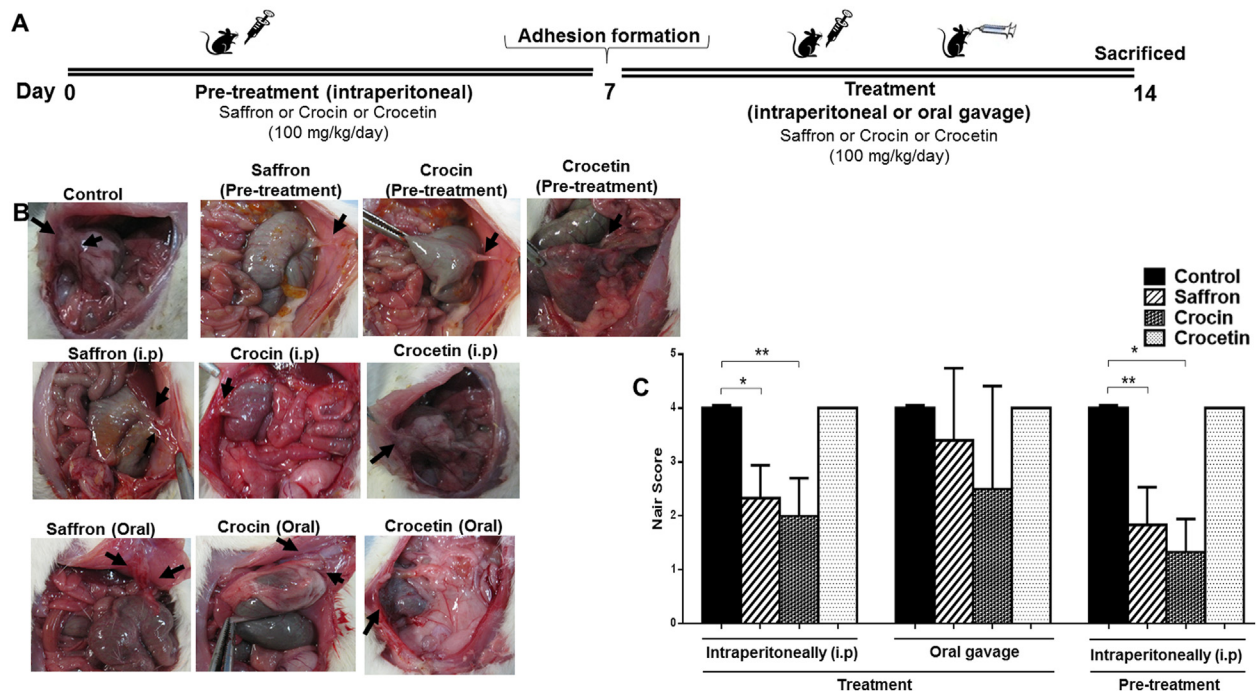 A
Adhesion formation
Sacrificed
Day 0 7 14
Pre-treatment (intraperitoneal)
Saffron or Crocin or Crocetin
(100 mg/kg/day)
Treatment
(intraperitoneal or oral gavage)
Saffron or Crocin or Crocetin
(100 mg/kg/day)
B
Control
Saffron
(Pre-treatment)
Crocin
(Pre-treatment)
Crocetin
(Pre-treatment)
Saffron (i.p)
Crocin (i.p)
Crocetin (i.p)
Saffron (Oral)
Crocin (Oral)
Crocetin (Oral)
C
Control
Saffron
Crocin
Crocetin
Nair Score
5
4
3
2
1
0
**
*
*
**
Intraperitoneally (i.p)
Oral gavage
Intraperitoneally (i.p)
Treatment
Pre-treatment